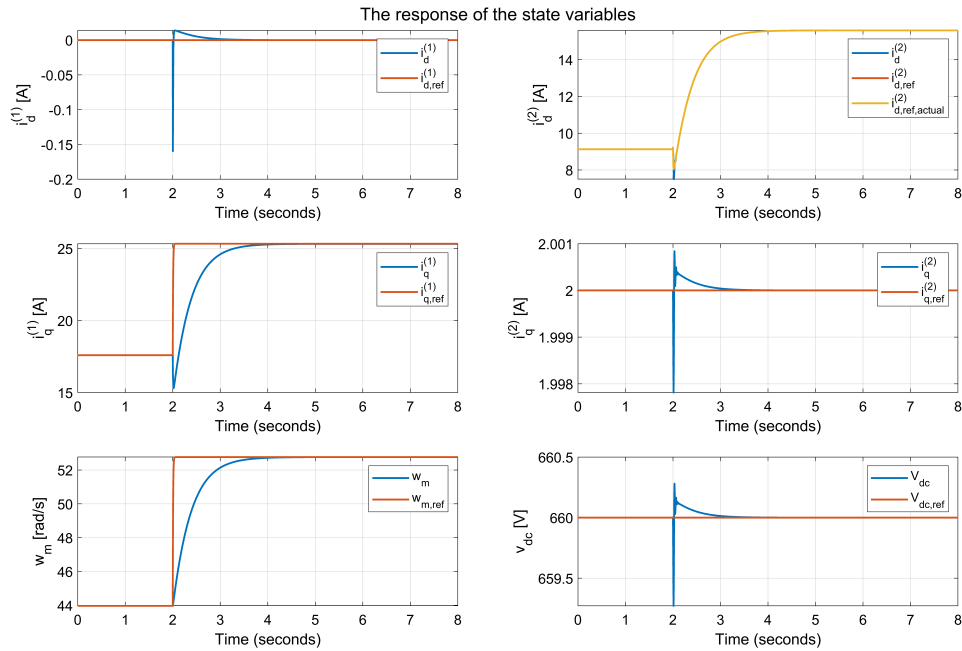 The response of the state variables
0
-0.05
-0.1
-0.15
-0.2
i_d^(1) [A]
i_d^(1)
i_d,ref^(1)
0 1 2 3 4 5 6 7 8
Time (seconds)
14
12
10
8
i_d^(2) [A]
i_d^(2)
i_d,ref^(2)
i_d,ref,actual^(2)
0 1 2 3 4 5 6 7 8
Time (seconds)
25
20
15
i_q^(1) [A]
i_q^(1)
i_q,ref^(1)
0 1 2 3 4 5 6 7 8
Time (seconds)
2.001
2
1.999
1.998
i_q^(2) [A]
i_q^(2)
i_q,ref^(2)
0 1 2 3 4 5 6 7 8
Time (seconds)
52
50
48
46
44
w_m [rad/s]
w_m
w_m,ref
0 1 2 3 4 5 6 7 8
Time (seconds)
660.5
660
659.5
v_dc [V]
V_dc
V_dc,ref
0 1 2 3 4 5 6 7 8
Time (seconds)